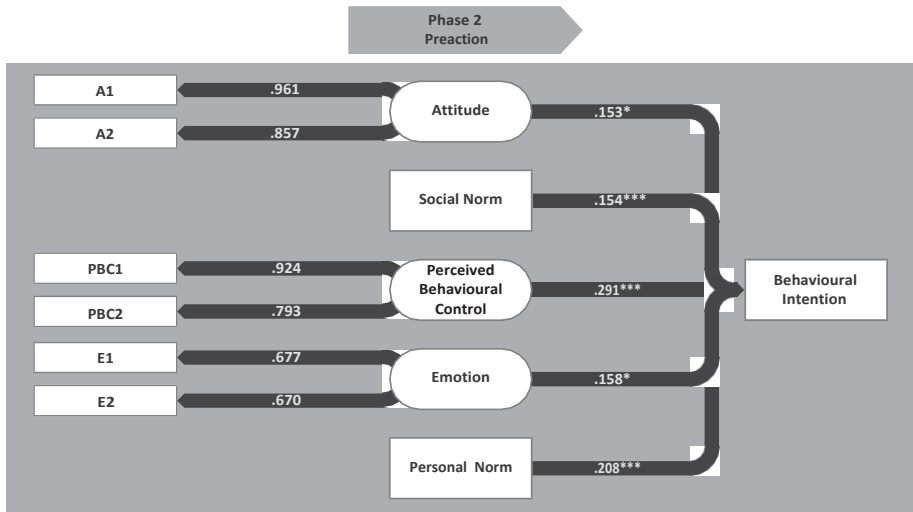 Phase 2
Preaction
A1
.961
Attitude
.153*
A2
.857
Social Norm
.154***
PBC1
.924
Perceived
Behavioural
Control
.291***
Behavioural
Intention
PBC2
.793
E1
.677
Emotion
.158*
E2
.670
Personal Norm
.208***